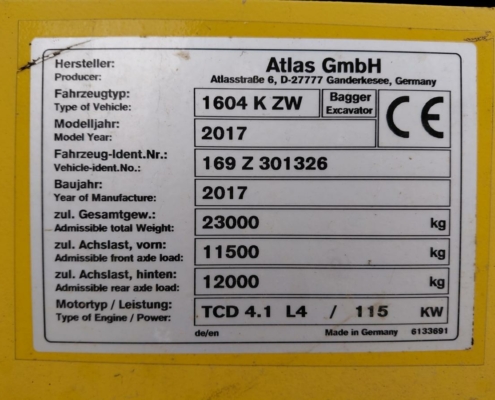 Hersteller: Atlas GmbH
Producer: Atlasstraße 6, D-27777 Ganderkesee, Germany
Fahrzeugtyp: 1604 K ZW Bagger CE
Type of Vehicle: Excavator
Modelljahr: 2017
Model Year:
Fahrzeug-Ident.Nr.: 169 Z 301326
Vehicle-ident.No.:
Baujahr: 2017
Year of Manufacture:
zul. Gesamtgew.: 23000 kg
Admissible total Weight:
zul. Achslast, vorn: 11500 kg
Admissible front axle load:
zul. Achslast, hinten: 12000 kg
Admissible rear axle load:
Motortyp / Leistung: TCD 4.1 L4 / 115 KW
Type of Engine / Power:
de/en Made in Germany 6133691